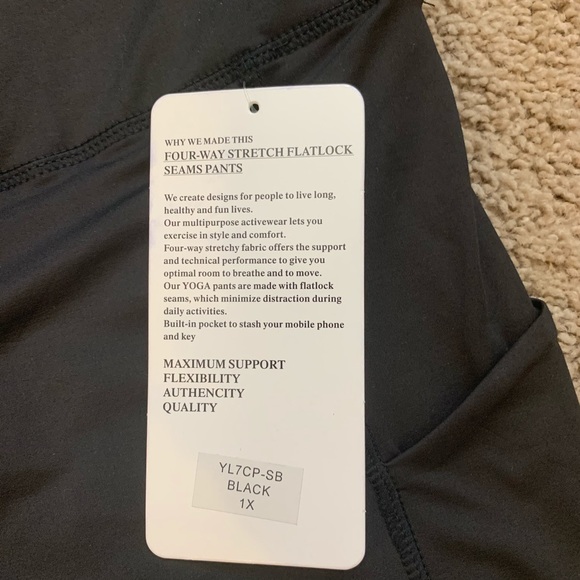 WHY WE MADE THIS
FOUR-WAY STRETCH FLATLOCK
SEAMS PANTS
We create designs for people to live long,
healthy and fun lives.
Our multipurpose activewear lets you
exercise in style and comfort.
Four-way stretchy fabric offers the support
and technical performance to give you
optimal room to breathe and to move.
Our YOGA pants are made with flatlock
seams, which minimize distraction during
daily activities.
Built-in pocket to stash your mobile phone
and key
MAXIMUM SUPPORT
FLEXIBILITY
AUTHENCITY
QUALITY
YL7CP-SB
BLACK
1X